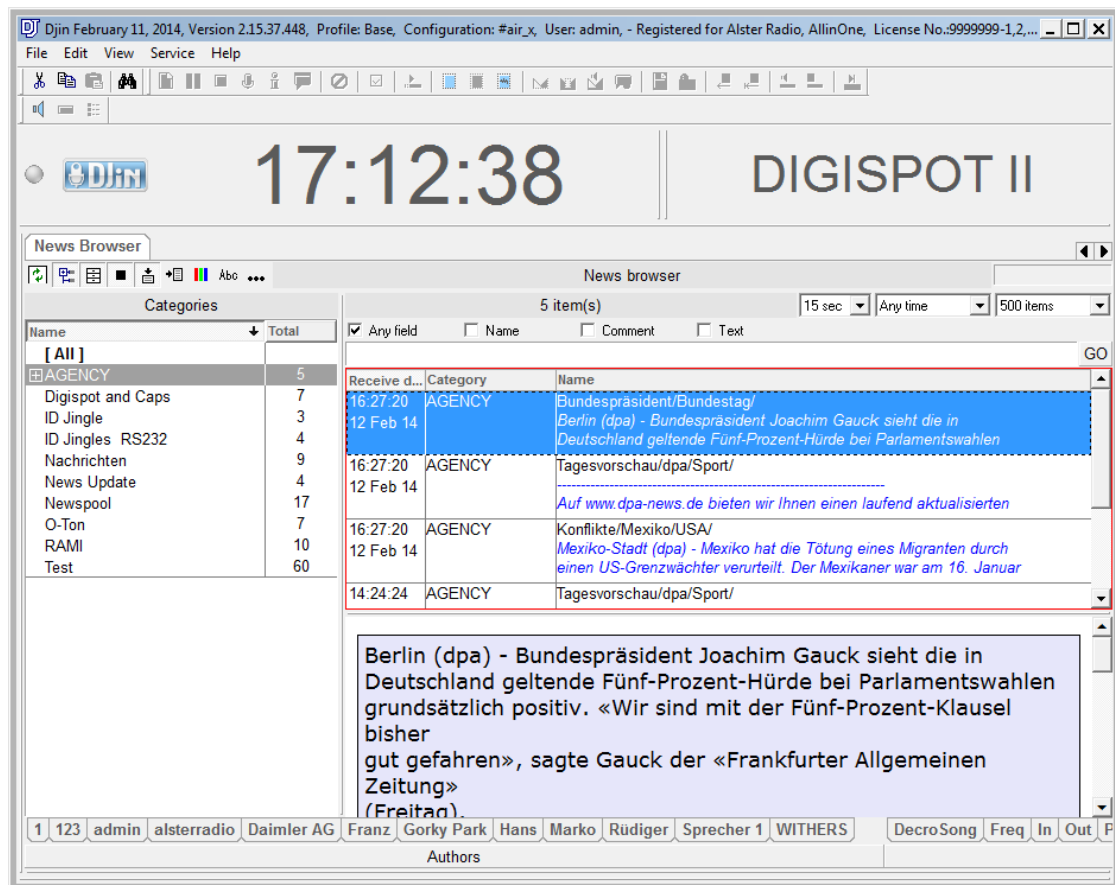 Djin February 11, 2014, Version 2.15.37.448, Profile: Base, Configuration: #air_x, User: admin, - Registered for Alster Radio, AllinOne, License No.:9999999-1,2,...
File Edit View Service Help
DJin 17:12:38 DIGISPOT II
News Browser
Abc News browser
Categories 5 item(s) 15 sec Any time 500 items
Name Total Any field Name Comment Text
[ All ] GO
AGENCY 5
Digispot and Caps 7
ID Jingle 3
ID Jingles RS232 4
Nachrichten 9
News Update 4
Newspool 17
O-Ton 7
RAMI 10
Test 60
Receive d... Category Name
16:27:20 AGENCY Bundespräsident/Bundestag/
12 Feb 14 Berlin (dpa) - Bundespräsident Joachim Gauck sieht die in
Deutschland geltende Fünf-Prozent-Hürde bei Parlamentswahlen
16:27:20 AGENCY Tagesvorschau/dpa/Sport/
12 Feb 14 ----------------------------------------------------------------------
Auf www.dpa-news.de bieten wir Ihnen einen laufend aktualisierten
16:27:20 AGENCY Konflikte/Mexiko/USA/
12 Feb 14 Mexiko-Stadt (dpa) - Mexiko hat die Tötung eines Migranten durch
einen US-Grenzwächter verurteilt. Der Mexikaner war am 16. Januar
14:24:24 AGENCY Tagesvorschau/dpa/Sport/
Berlin (dpa) - Bundespräsident Joachim Gauck sieht die in
Deutschland geltende Fünf-Prozent-Hürde bei Parlamentswahlen
grundsätzlich positiv. «Wir sind mit der Fünf-Prozent-Klausel
bisher
gut gefahren», sagte Gauck der «Frankfurter Allgemeinen
Zeitung»
(Freitag).
1 123 admin alsterradio Daimler AG Franz Gorky Park Hans Marko Rüdiger Sprecher 1 WITHERS DecroSong Freq In Out P
Authors